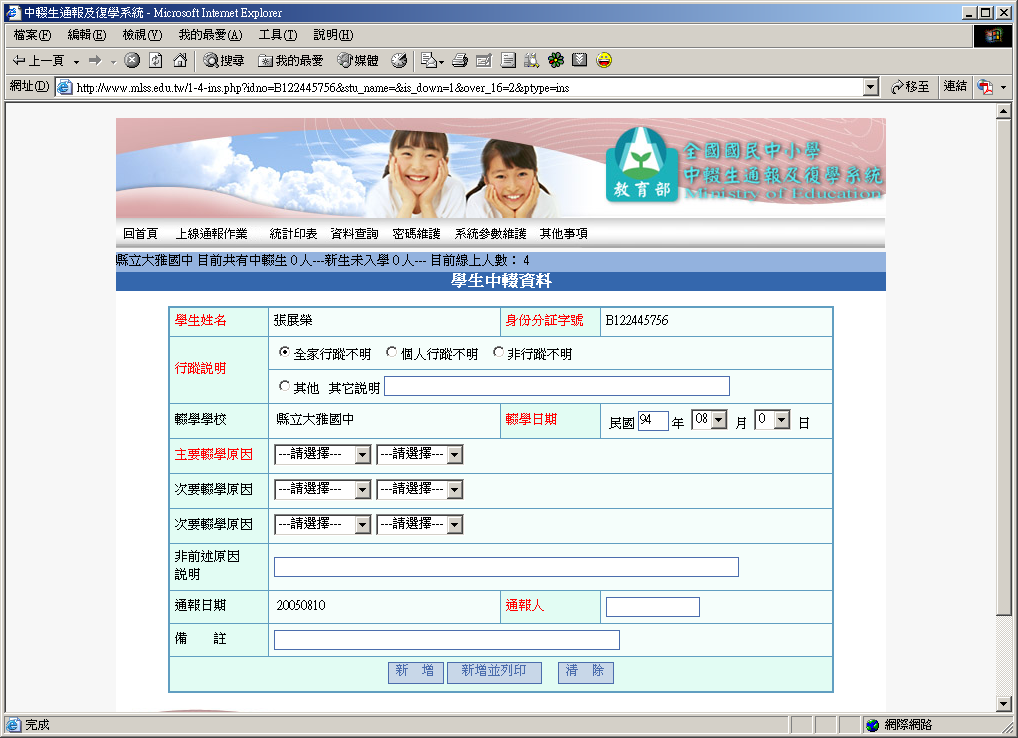 中輟生通報及復學系統 - Microsoft Internet Explorer
檔案(F) 編輯(E) 檢視(V) 我的最愛(A) 工具(T) 說明(H)
上一頁 搜尋 我的最愛 媒體
網址(D) http://www.mlss.edu.tw/1-4-ins.php?idno=B122445756&stu_name=&is_down=1&over_16=2&ptype=ins 移至 連結
全國國民中小學
中輟生通報及復學系統
教育部 Ministry of Education
回首頁 上線通報作業 統計印表 資料查詢 密碼維護 系統參數維護 其他事項
縣立大雅國中 目前共有中輟生 0 人---新生未入學 0 人--- 目前線上人數： 4
學生中輟資料
學生姓名 張展榮 身份分証字號 B122445756
行蹤說明 全家行蹤不明 個人行蹤不明 非行蹤不明
其他 其它說明
輟學學校 縣立大雅國中 輟學日期 民國 94 年 08 月 0 日
主要輟學原因 ---請選擇--- ---請選擇---
次要輟學原因 ---請選擇--- ---請選擇---
次要輟學原因 ---請選擇--- ---請選擇---
非前述原因
說明
通報日期 20050810 通報人
備 註
新 增 新增並列印 清 除
完成 網際網路